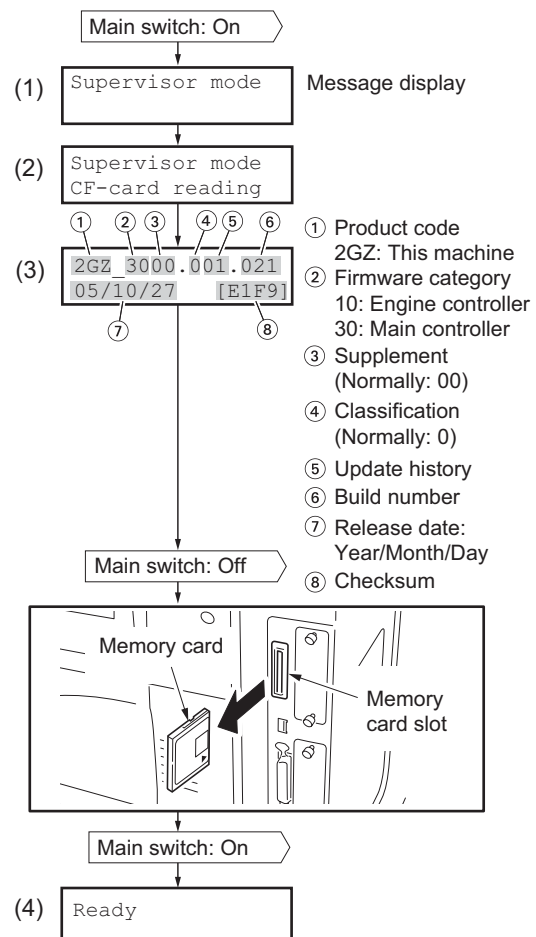 Main switch: On
(1)
Supervisor mode
Message display
(2)
Supervisor mode
CF-card reading
① ② ③ ④ ⑤ ⑥
(3)
2GZ_3000.001.021
05/10/27 [E1F9]
⑦ ⑧
① Product code
2GZ: This machine
② Firmware category
10: Engine controller
30: Main controller
③ Supplement
(Normally: 00)
④ Classification
(Normally: 0)
⑤ Update history
⑥ Build number
⑦ Release date:
Year/Month/Day
⑧ Checksum
Main switch: Off
Memory card
Memory
card slot
Main switch: On
(4)
Ready